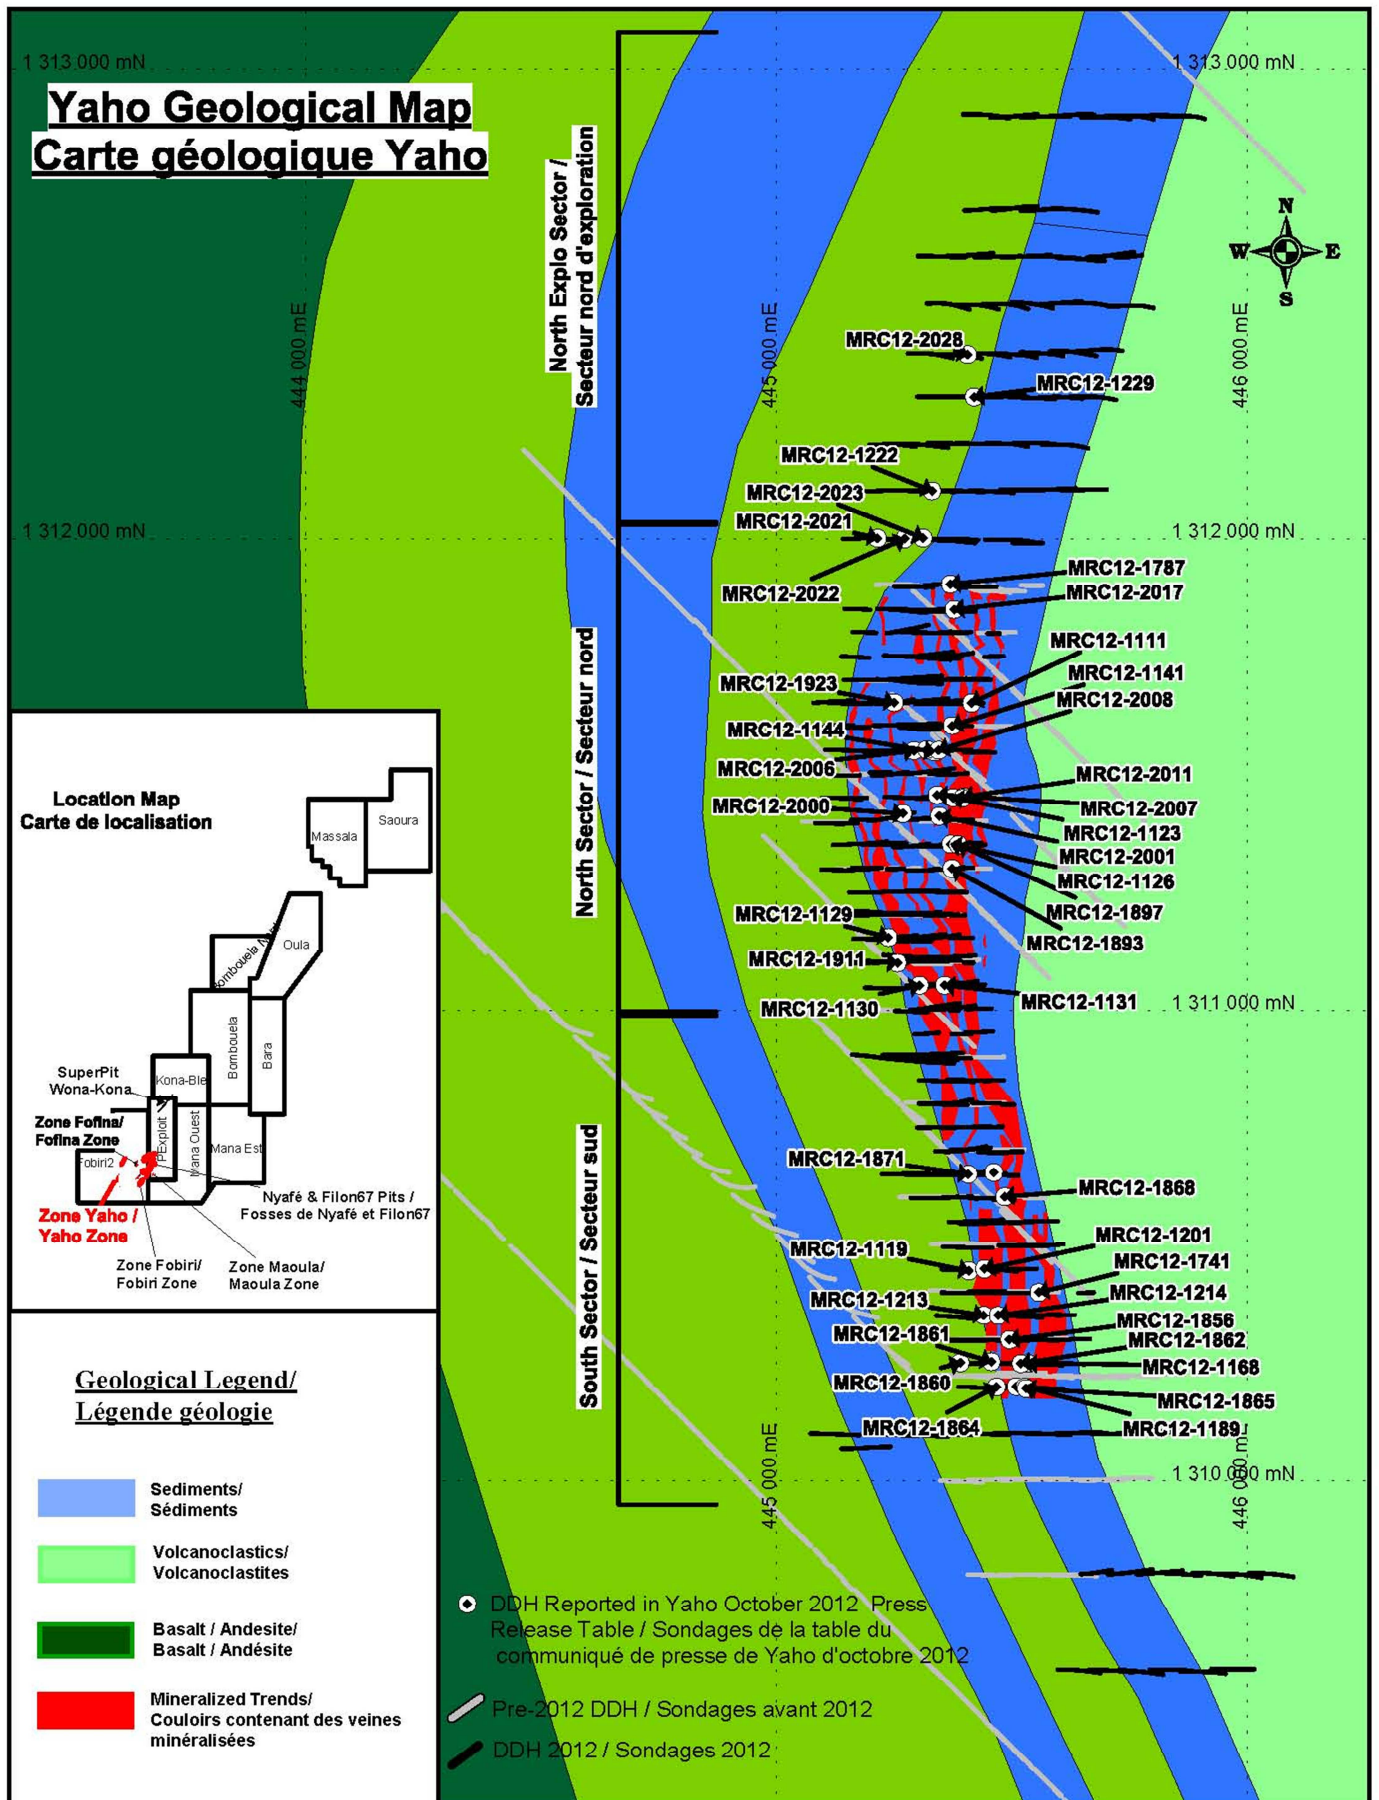 1 313 000 mN
1 313 000 mN
Yaho Geological Map
Carte géologique Yaho
North Explo Sector /
Secteur nord d'exploration
N
W
E
S
444 000 mE
445 000 mE
446 000 mE
MRC12-2028
MRC12-1229
MRC12-1222
MRC12-2023
MRC12-2021
1 312 000 mN
1 312 000 mN
MRC12-2022
MRC12-1787
MRC12-2017
North Sector / Secteur nord
MRC12-1111
MRC12-1141
MRC12-1923
MRC12-2008
MRC12-1144
MRC12-2006
MRC12-2011
MRC12-2000
MRC12-2007
MRC12-1123
MRC12-2001
MRC12-1126
MRC12-1129
MRC12-1897
MRC12-1893
MRC12-1911
MRC12-1130
MRC12-1131
1 311 000 mN
South Sector / Secteur sud
MRC12-1871
MRC12-1868
MRC12-1201
MRC12-1119
MRC12-1741
MRC12-1213
MRC12-1214
MRC12-1856
MRC12-1861
MRC12-1862
MRC12-1168
MRC12-1860
MRC12-1865
MRC12-1864
MRC12-1189
445 000 mE
446 000 mE
1 310 000 mN
Location Map
Carte de localisation
Massala
Saoura
Bombouela
Oula
Bombouela
Bara
SuperPit
Wona-Kona
Kona-Ble
Zone Fofina/
Fofina Zone
PExploit
Mana Ouest
Mana Est
Fobiri2
Nyafé & Filon67 Pits /
Fosses de Nyafé et Filon67
Zone Yaho /
Yaho Zone
Zone Fobiri/
Fobiri Zone
Zone Maoula/
Maoula Zone
Geological Legend/
Légende géologie
Sediments/
Sédiments
Volcanoclastics/
Volcanoclastites
Basalt / Andesite/
Basalt / Andésite
Mineralized Trends/
Couloirs contenant des veines
minéralisées
DDH Reported in Yaho October 2012 Press
Release Table / Sondages de la table du
communiqué de presse de Yaho d'octobre 2012
Pre-2012 DDH / Sondages avant 2012
DDH 2012 / Sondages 2012